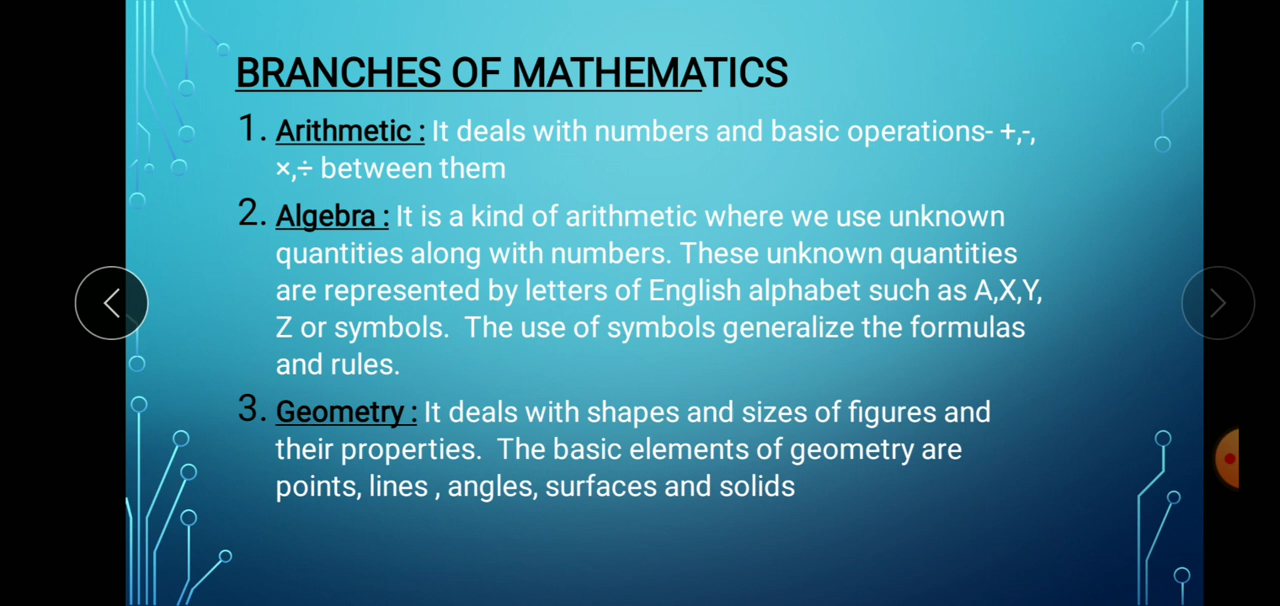 BRANCHES OF MATHEMATICS
1. Arithmetic : It deals with numbers and basic operations- +,-,
×,÷ between them
2. Algebra : It is a kind of arithmetic where we use unknown
quantities along with numbers. These unknown quantities
are represented by letters of English alphabet such as A,X,Y,
Z or symbols.  The use of symbols generalize the formulas
and rules.
3. Geometry : It deals with shapes and sizes of figures and
their properties.  The basic elements of geometry are
points, lines , angles, surfaces and solids